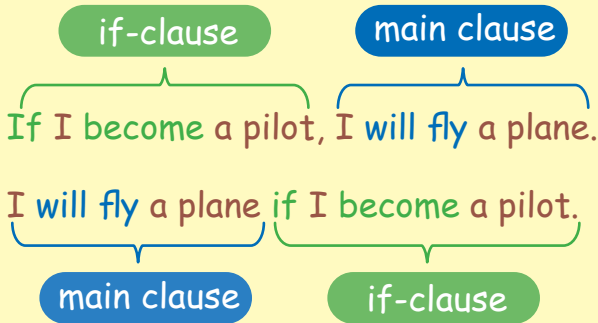 if-clause main clause
If I become a pilot, I will fly a plane.
I will fly a plane if I become a pilot.
main clause if-clause